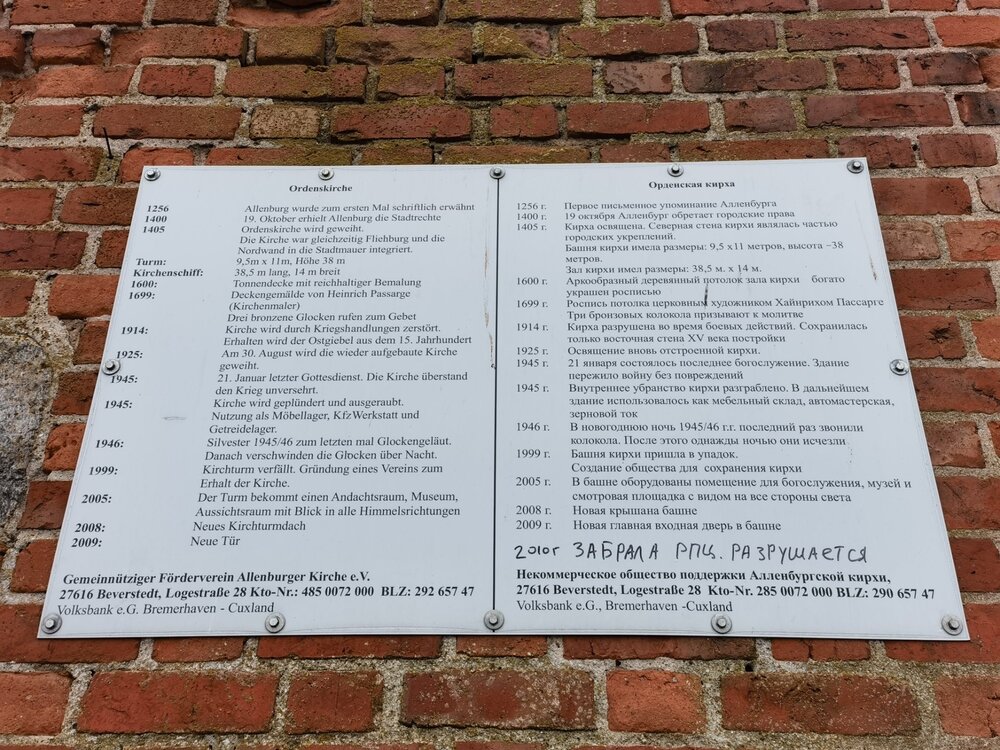 Ordenskirche
1256 Allenburg wurde zum ersten Mal schriftlich erwähnt
1400 19. Oktober erhielt Allenburg die Stadtrechte
1405 Ordenskirche wird geweiht.
Die Kirche war gleichzeitig Fliehburg und die
Nordwand in die Stadtmauer integriert.
Turm: 9,5m x 11m, Höhe 38 m
Kirchenschiff: 38,5 m lang, 14 m breit
1600: Tonnendecke mit reichhaltiger Bemalung
1699: Deckengemälde von Heinrich Passarge
(Kirchenmaler)
Drei bronzene Glocken rufen zum Gebet
1914: Kirche wird durch Kriegshandlungen zerstört.
Erhalten wird der Ostgiebel aus dem 15. Jahrhundert
1925: Am 30. August wird die wieder aufgebaute Kirche
geweiht.
1945: 21. Januar letzter Gottesdienst. Die Kirche überstand
den Krieg unversehrt.
1945: Kirche wird geplündert und ausgeraubt.
Nutzung als Möbellager, KfzWerkstatt und
Getreidelager.
1946: Silvester 1945/46 zum letzten mal Glockengeläut.
Danach verschwinden die Glocken über Nacht.
1999: Kirchturm verfällt. Gründung eines Vereins zum
Erhalt der Kirche.
2005: Der Turm bekommt einen Andachtsraum, Museum,
Aussichtsraum mit Blick in alle Himmelsrichtungen
2008: Neues Kirchturmdach
2009: Neue Tür
Gemeinnütziger Förderverein Allenburger Kirche e.V.
27616 Beverstedt, Logestraße 28 Kto-Nr.: 485 0072 000 BLZ: 292 657 47
Volksbank e.G. Bremerhaven - Cuxland
Орденская кирха
1256 г. Первое письменное упоминание Алленбурга
1400 г. 19 октября Алленбург обретает городские права
1405 г. Кирха освящена. Северная стена кирхи являлась частью
городских укреплений.
Башня кирхи имела размеры: 9,5 x11 метров, высота –38
метров.
Зал кирхи имел размеры: 38,5 м. х 14 м.
1600 г. Аркообразный деревянный потолок зала кирхи богато
украшен росписью
1699 г. Роспись потолка церковным художником Хайнрихом Пассарге
Три бронзовых колокола призывают к молитве
1914 г. Кирха разрушена во время боевых действий. Сохранилась
только восточная стена XV века постройки
1925 г. Освящение вновь отстроенной кирхи.
1945 г. 21 января состоялось последнее богослужение. Здание
пережило войну без повреждений
1945 г. Внутреннее убранство кирхи разграблено. В дальнейшем
здание использовалось как мебельный склад, автомастерская,
зерновой ток
1946 г. В новогоднюю ночь 1945/46 г.г. последний раз звонили
колокола. После этого однажды ночью они исчезли
1999 г. Башня кирхи пришла в упадок.
Создание общества для сохранения кирхи
2005 г. В башне оборудованы помещение для богослужения, музей и
смотровая площадка с видом на все стороны света
2008 г. Новая крышана башне
2009 г. Новая главная входная дверь в башне
2010г ЗАБРАЛА РПЦ. РАЗРУШАЕТСЯ
Некоммерческое общество поддержки Алленбургской кирхи,
27616 Beverstedt, Logestraße 28 Kto-Nr. 285 0072 000 BLZ: 290 657 47
Volksbank e.G., Bremerhaven -Cuxland